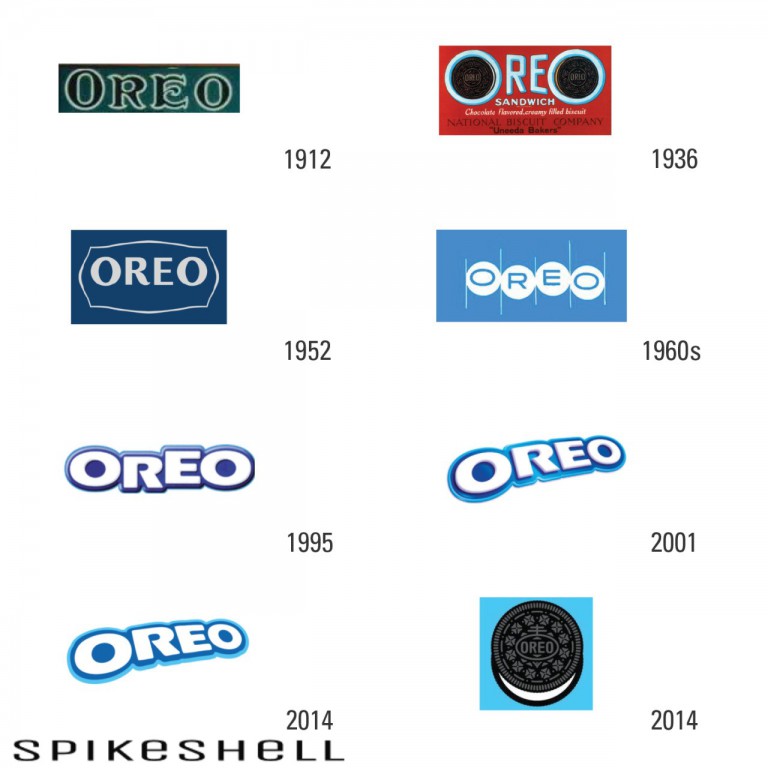 OREO
OREO
SANDWICH
Chocolate flavored, creamy filled biscuit
NATIONAL BISCUIT COMPANY
"Uneeda Bakers"
1912
1936
OREO
OREO
1952
1960s
OREO
OREO
1995
2001
OREO
OREO
2014
2014
SPIKESHELL